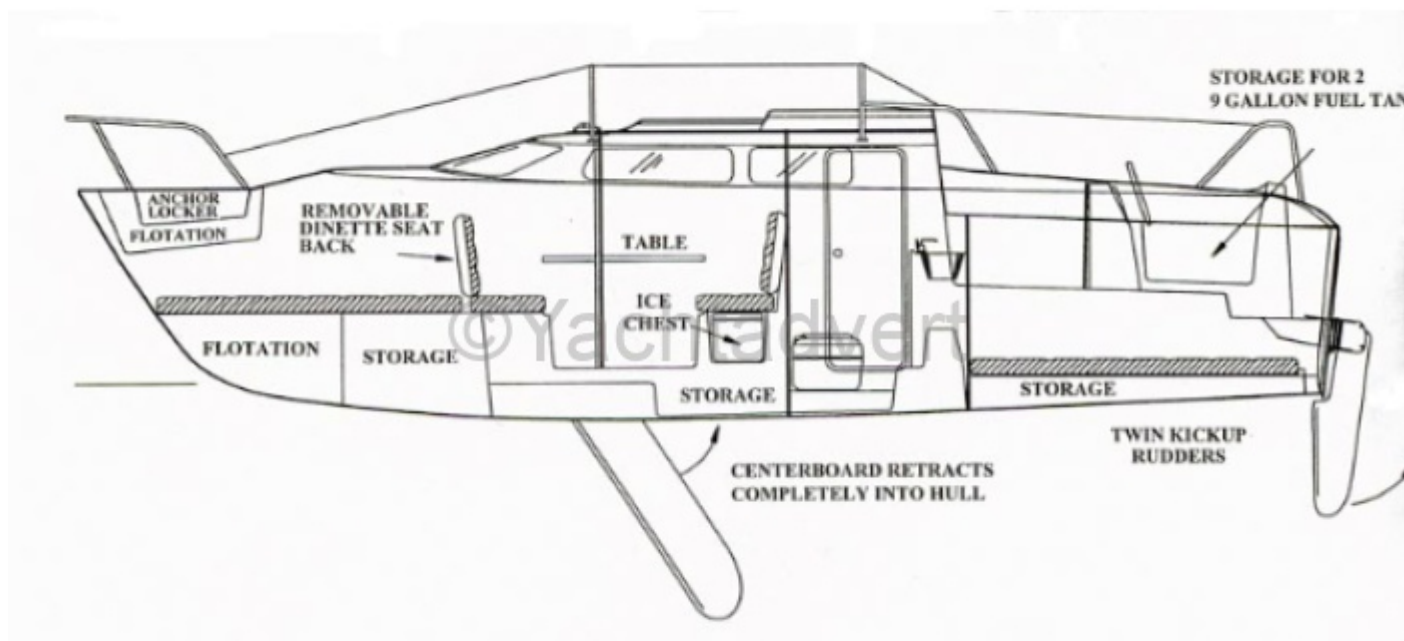 STORAGE FOR 2
9 GALLON FUEL TAN
ANCHOR
LOCKER
FLOTATION
REMOVABLE
DINETTE SEAT
BACK
TABLE
ICE
CHEST
©Yachtadvert
FLOTATION
STORAGE
STORAGE
STORAGE
TWIN KICKUP
RUDDERS
CENTERBOARD RETRACTS
COMPLETELY INTO HULL